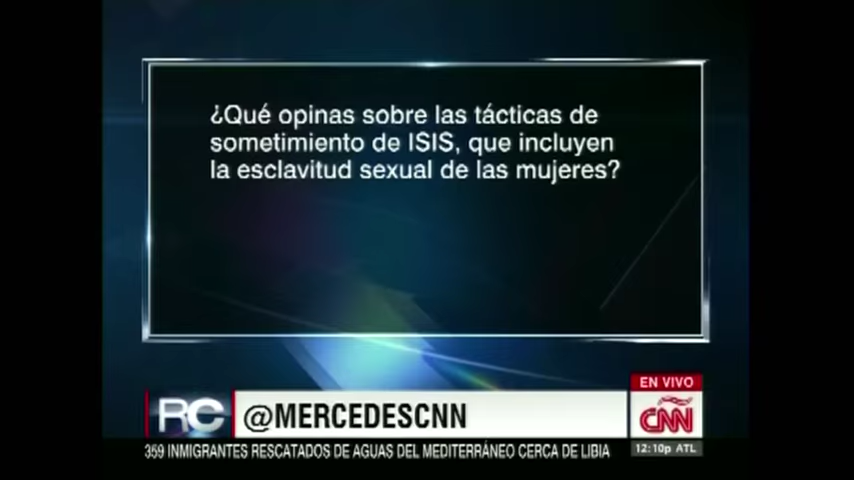 ¿Qué opinas sobre las tácticas de
sometimiento de ISIS, que incluyen
la esclavitud sexual de las mujeres?
EN VIVO
RC @MERCEDESCNN
CNN
359 INMIGRANTES RESCATADOS DE AGUAS DEL MEDITERRÁNEO CERCA DE LIBIA
12:10p ATL